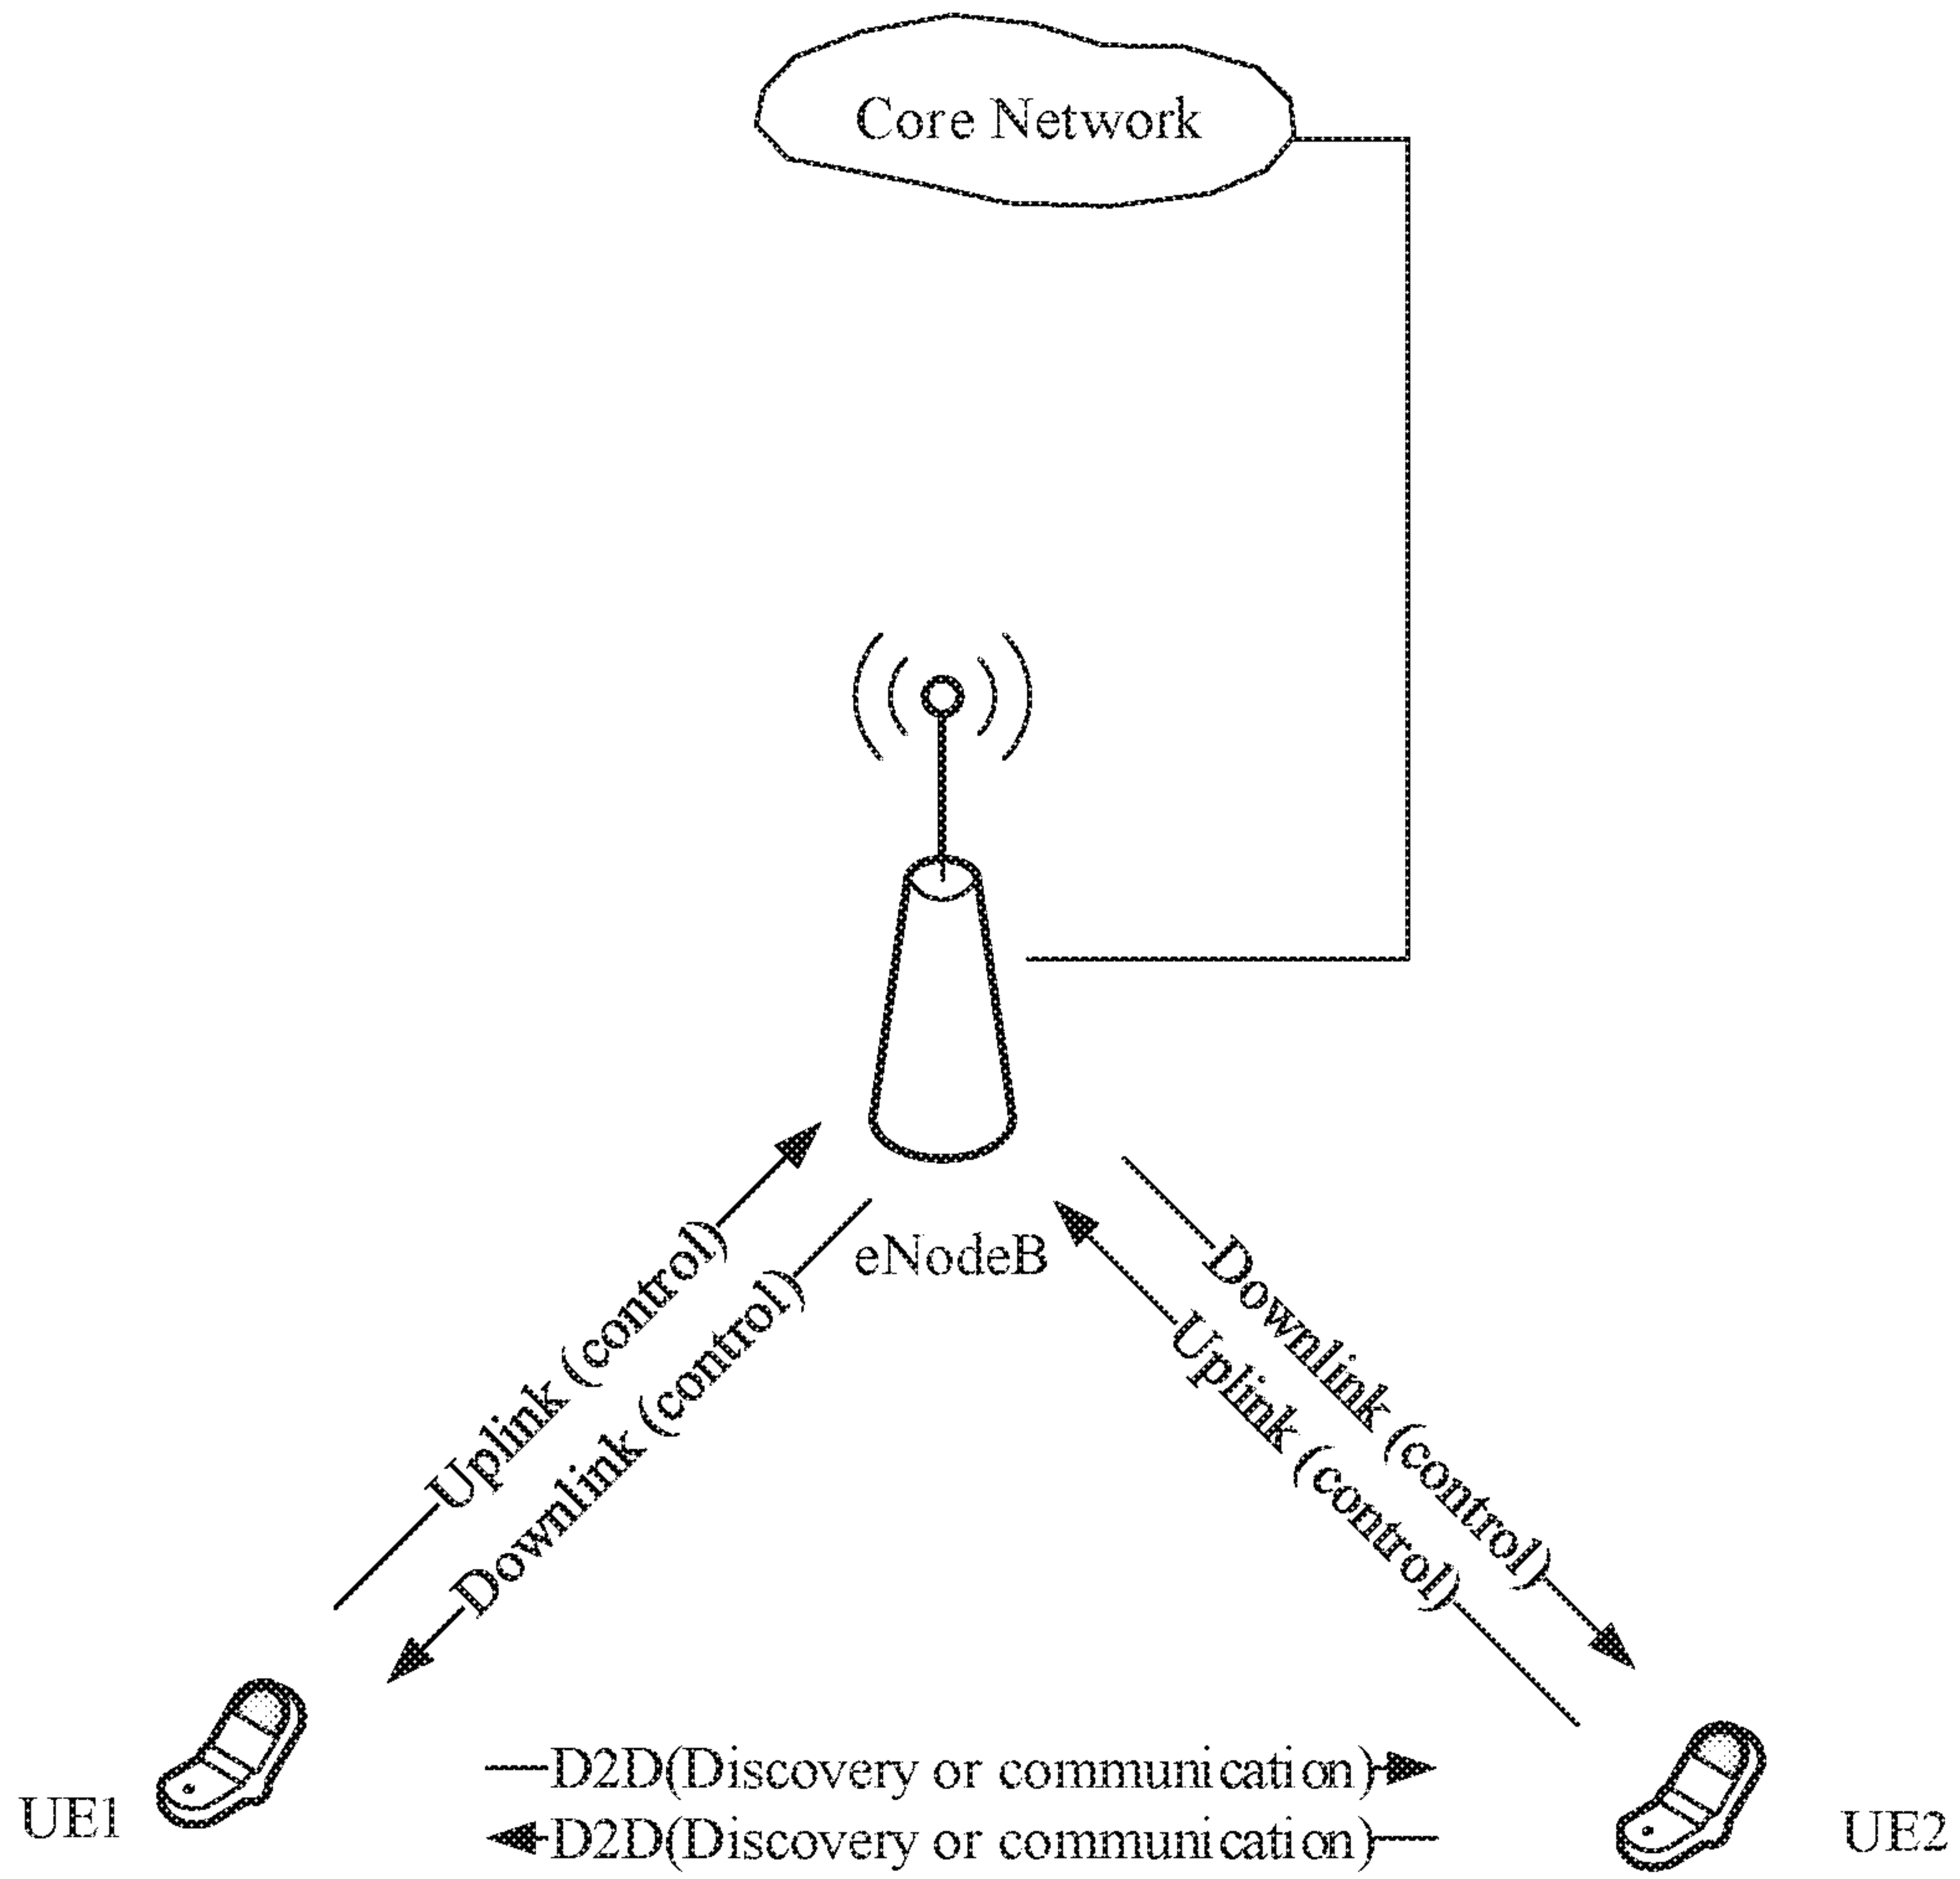 Core Network
eNodeB
Uplink (control)
Downlink (control)
Downlink (control)
Uplink (control)
D2D(Discovery or communication)
D2D(Discovery or communication)
UE1
UE2